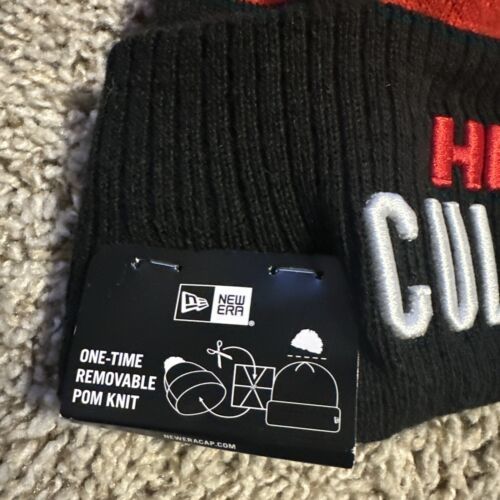 NEW
ERA
ONE-TIME
REMOVABLE
POM KNIT
NEWERACAP.COM